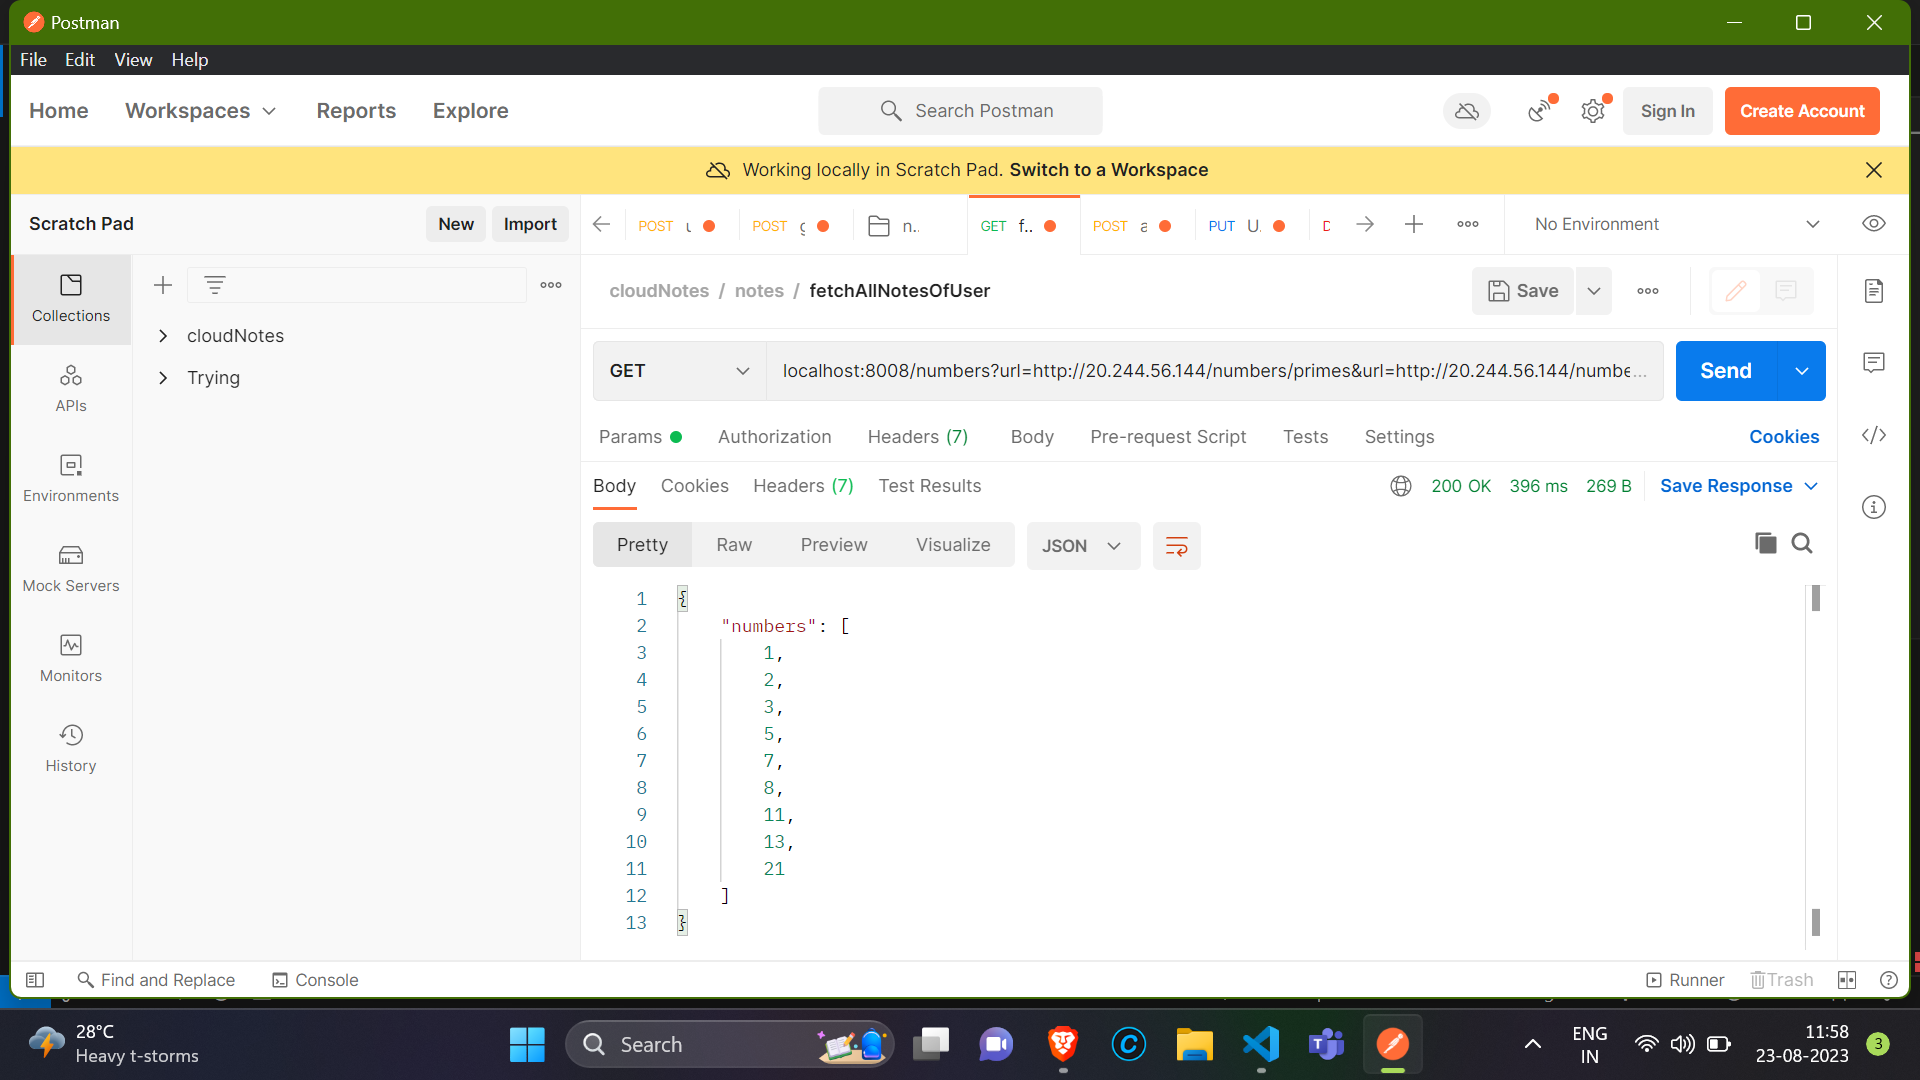 Postman
File Edit View Help
Home Workspaces Reports Explore
Search Postman
Sign In
Create Account
Working locally in Scratch Pad. Switch to a Workspace
Scratch Pad
New
Import
POST
POST g
n..
GET f..
POST a
PUT U.
No Environment
Collections
APIs
Environments
Mock Servers
Monitors
History
cloudNotes
Trying
cloudNotes / notes / fetchAllNotesOfUser
Save
GET
localhost:8008/numbers?url=http://20.244.56.144/numbers/primes&url=http://20.244.56.144/numbe...
Send
Params Authorization Headers (7) Body Pre-request Script Tests Settings
Cookies
Body Cookies Headers (7) Test Results
200 OK 396 ms 269 B Save Response
Pretty Raw Preview Visualize
JSON
1 {
2 "numbers": [
3 1,
4 2,
5 3,
6 5,
7 7,
8 8,
9 11,
10 13,
11 21
12 ]
13 }
Find and Replace
Console
Runner
Trash
28°C
Heavy t-storms
Search
ENG
IN
11:58
23-08-2023
3